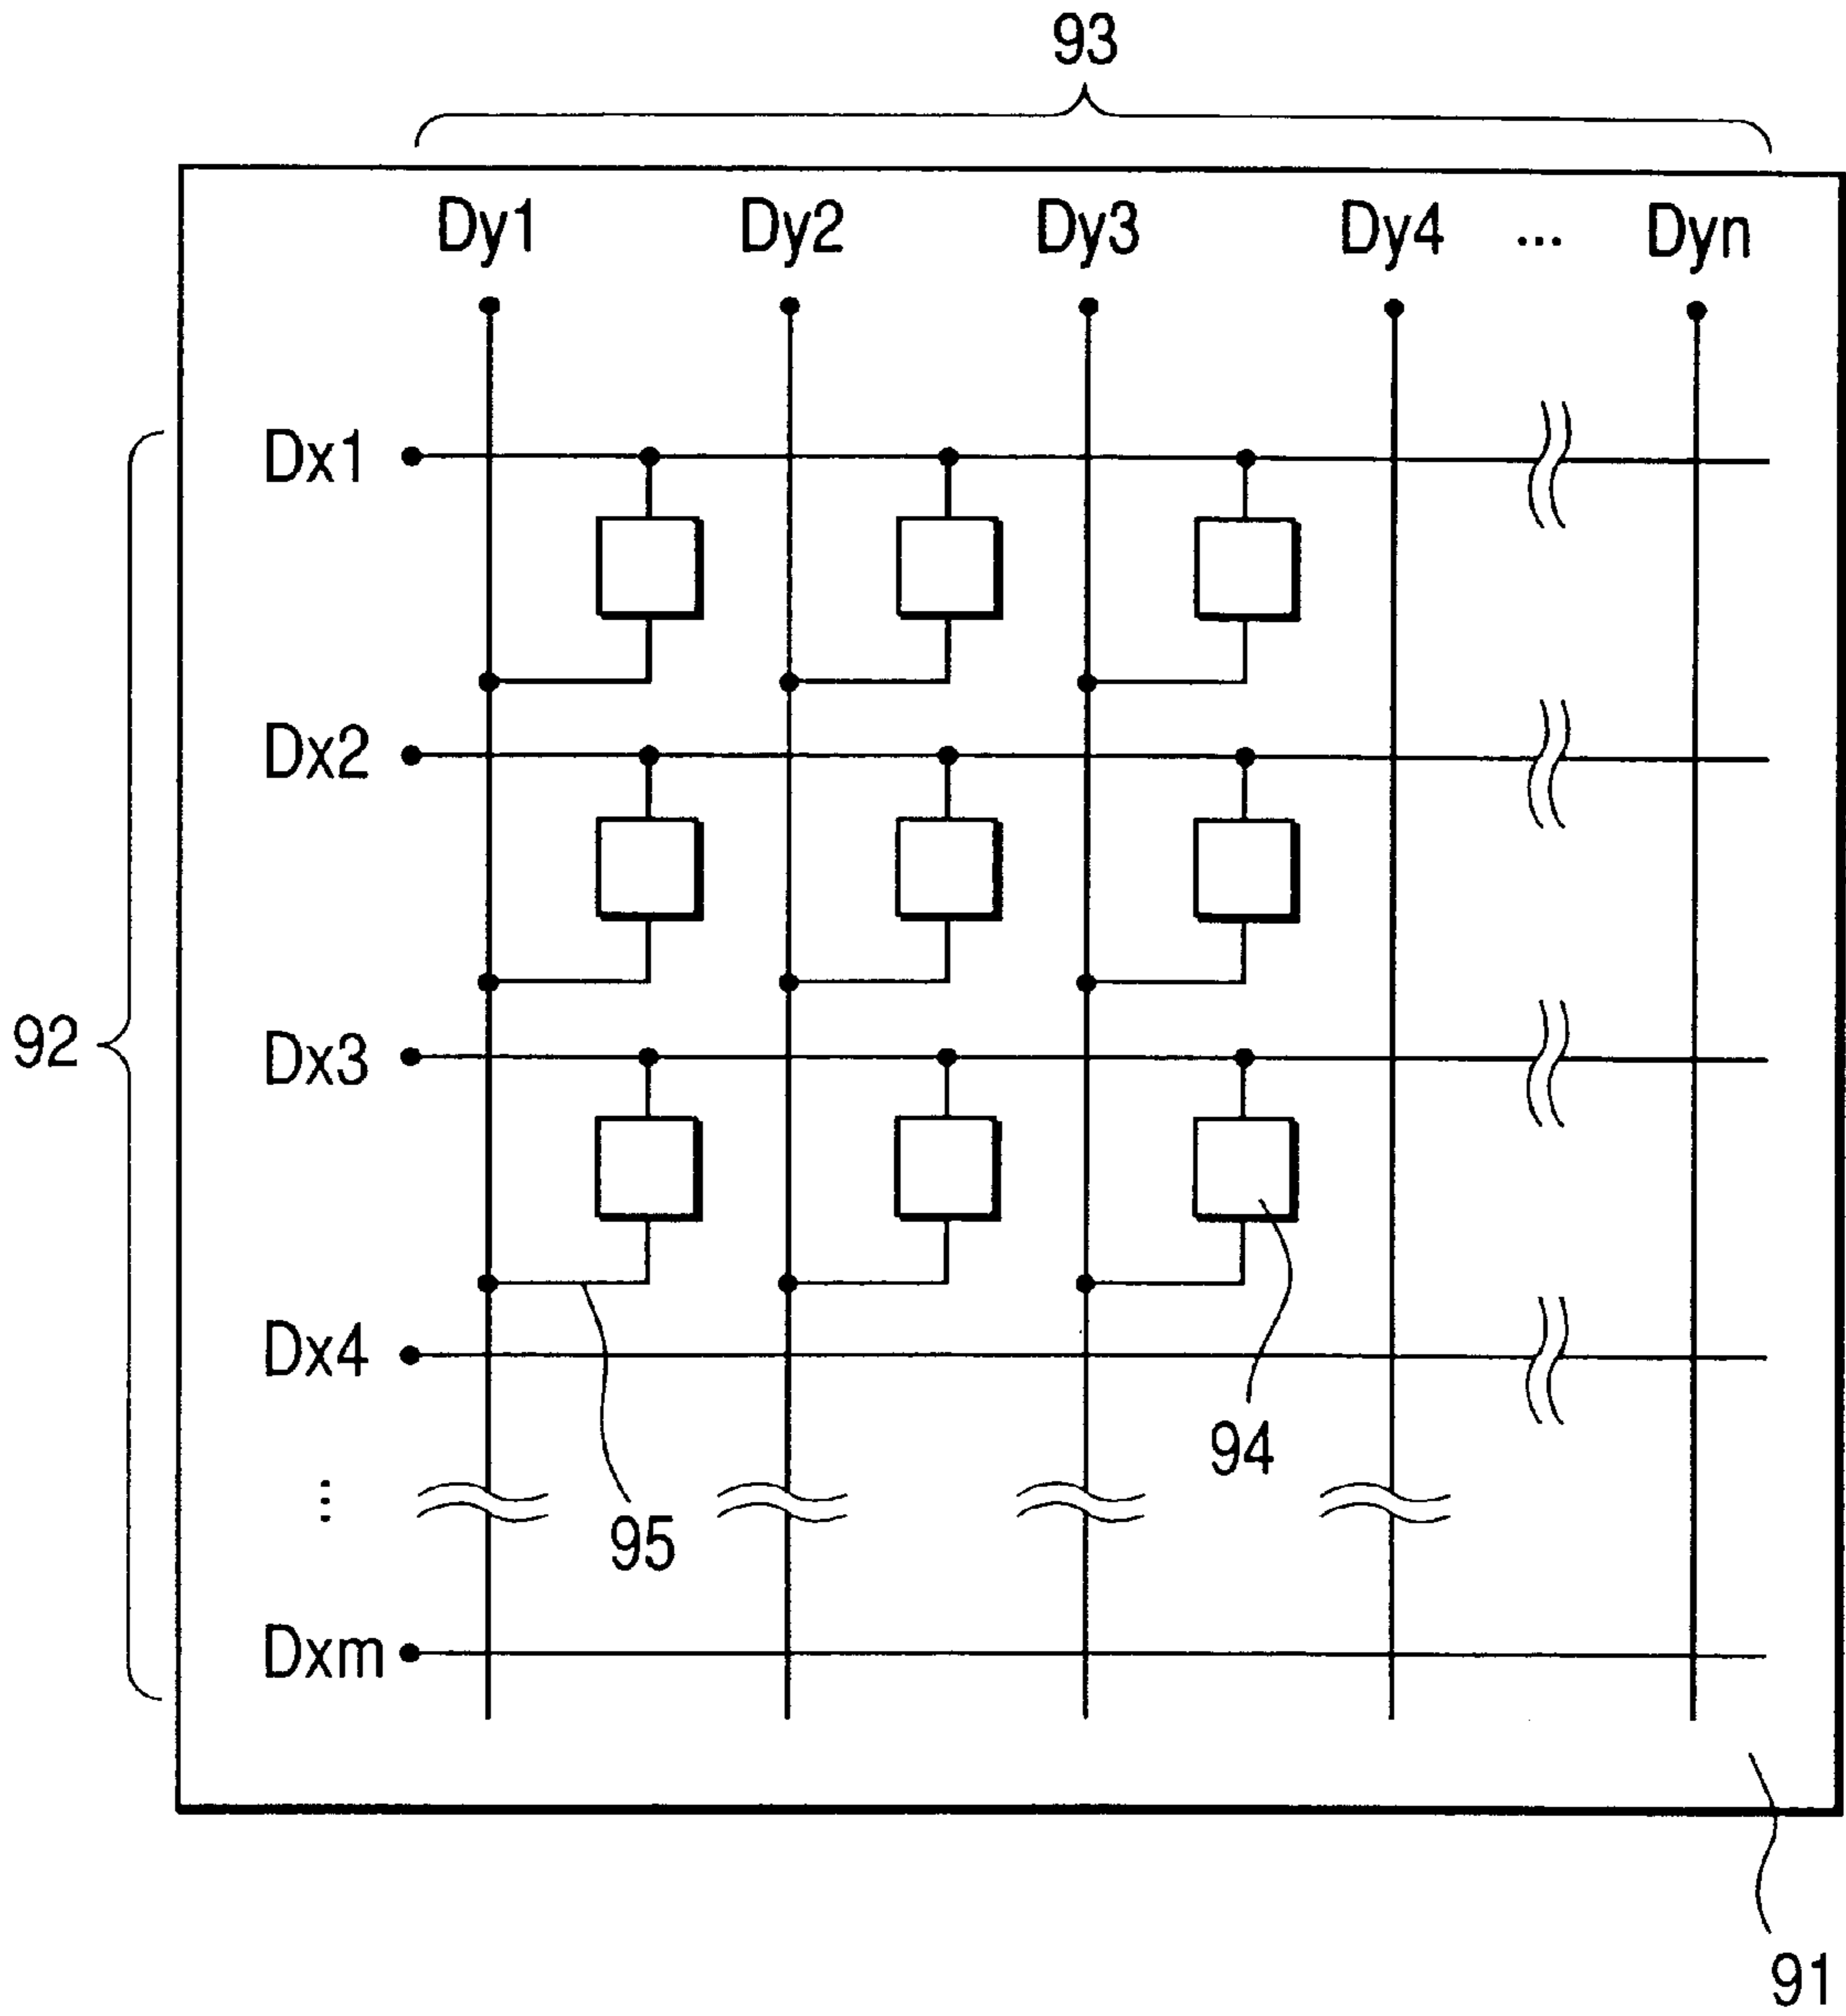 93
Dy1 Dy2 Dy3 Dy4 ... Dyn
Dx1
Dx2
92
Dx3
Dx4
94
⋮
95
Dxm
91